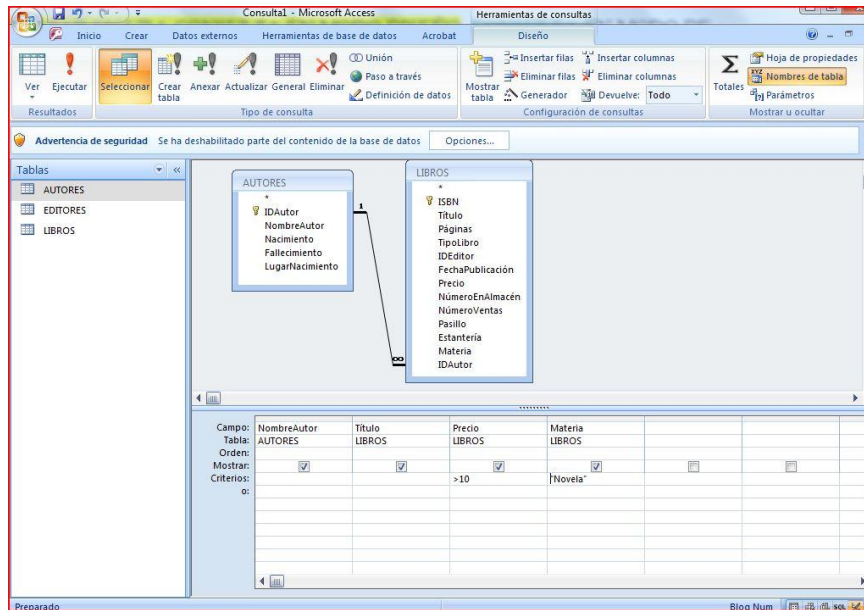 Consulta1 - Microsoft Access
Herramientas de consultas
Inicio Crear Datos externos Herramientas de base de datos Acrobat Diseño
Ver
Ejecutar
Seleccionar
Crear tabla
Anexar
Actualizar
General
Eliminar
Unión
Paso a través
Definición de datos
Mostrar tabla
Insertar filas
Eliminar filas
Generador
Insertar columnas
Eliminar columnas
Devuelve: Todo
Σ
Totales
Hoja de propiedades
Nombres de tabla
Parámetros
Resultados
Tipo de consulta
Configuración de consultas
Mostrar u ocultar
Advertencia de seguridad Se ha deshabilitado parte del contenido de la base de datos Opciones...
Tablas
AUTORES
EDITORES
LIBROS
AUTORES
*
IDAutor
NombreAutor
Nacimiento
Fallecimiento
LugarNacimiento
1
∞
LIBROS
*
ISBN
Título
Páginas
TipoLibro
IDEditor
FechaPublicación
Precio
NúmeroEnAlmacén
NúmeroVentas
Pasillo
Estantería
Materia
IDAutor
Campo: NombreAutor Título Precio Materia
Tabla: AUTORES LIBROS LIBROS LIBROS
Orden:
Mostrar:
Criterios: >10 "Novela"
o:
Preparado
Bloq Num
SQL